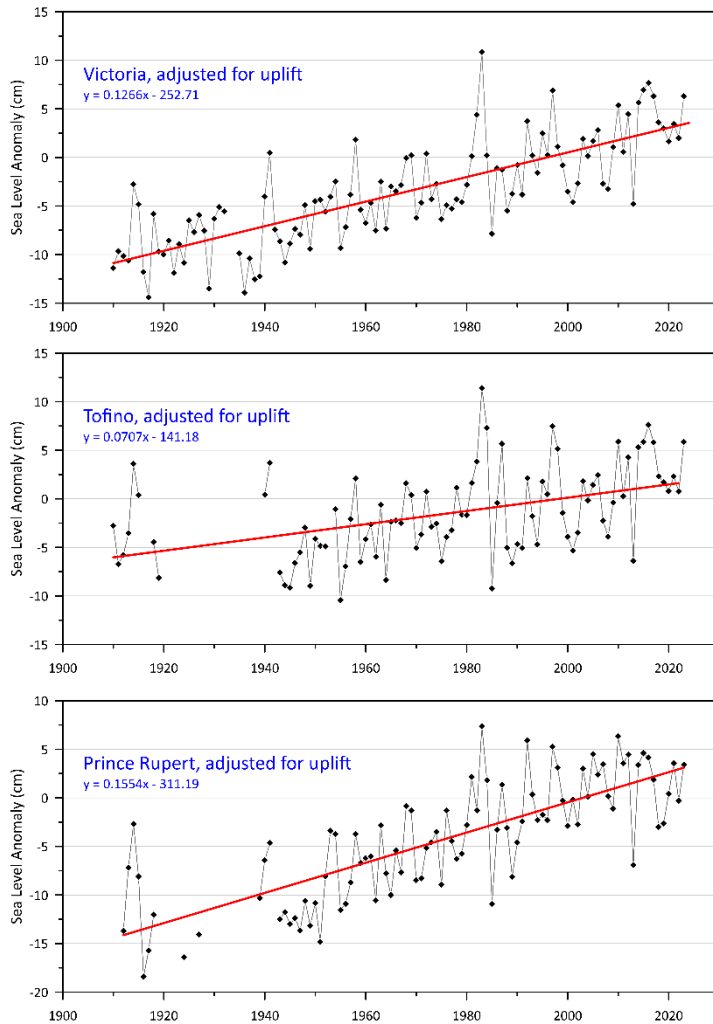 15
10
5
0
-5
-10
-15
Sea Level Anomaly (cm)
Victoria, adjusted for uplift
y = 0.1266x - 252.71
1900 1920 1940 1960 1980 2000 2020
15
10
5
0
-5
-10
-15
Sea Level Anomaly (cm)
Tofino, adjusted for uplift
y = 0.0707x - 141.18
1900 1920 1940 1960 1980 2000 2020
10
5
0
-5
-10
-15
-20
Sea Level Anomaly (cm)
Prince Rupert, adjusted for uplift
y = 0.1554x - 311.19
1900 1920 1940 1960 1980 2000 2020